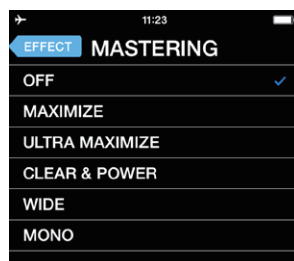 11:23
EFFECT MASTERING
OFF
MAXIMIZE
ULTRA MAXIMIZE
CLEAR & POWER
WIDE
MONO